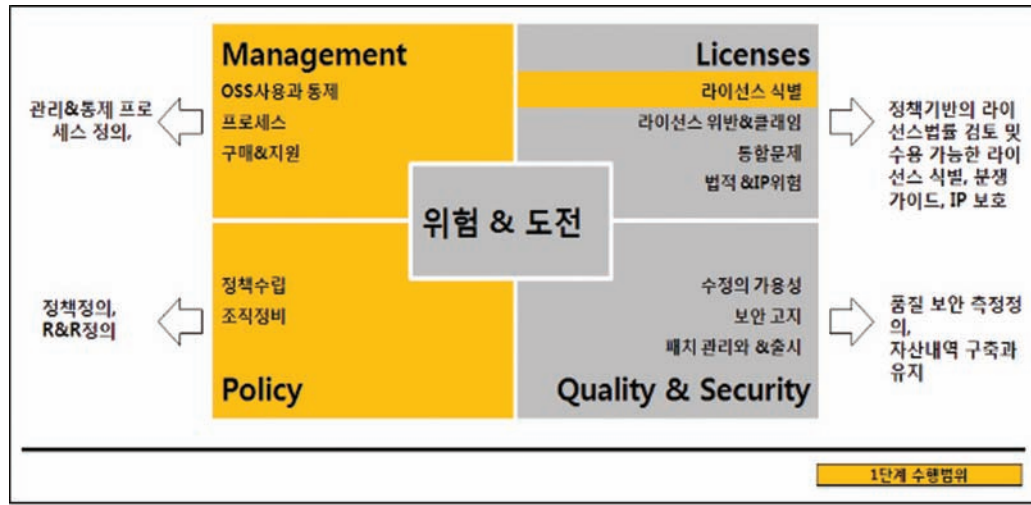 Management
OSS사용과 통제
프로세스
구매&지원
관리&통제 프로
세스 정의,
Licenses
라이선스 식별
라이선스 위반&클래임
통합문제
법적 &IP위험
정책기반의 라이
선스법률 검토 및
수용 가능한 라이
선스 식별, 분쟁
가이드, IP 보호
위험 & 도전
정책수립
조직정비
Policy
정책정의,
R&R정의
수정의 가용성
보안 고지
패치 관리와 &출시
Quality & Security
품질 보안 측정정
의,
자산내역 구축과
유지
1단계 수행범위